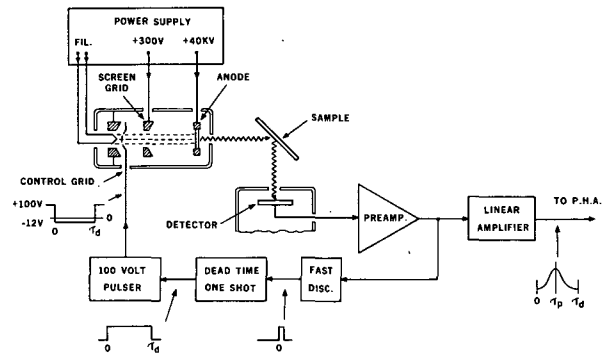 POWER SUPPLY
FIL. +300V +40KV
SCREEN
GRID
ANODE
SAMPLE
CONTROL GRID
+100V
-12V
0
0
τd
DETECTOR
PREAMP.
LINEAR
AMPLIFIER
TO P.H.A.
0 τp τd
100 VOLT
PULSER
DEAD TIME
ONE SHOT
FAST
DISC.
0 τd
0